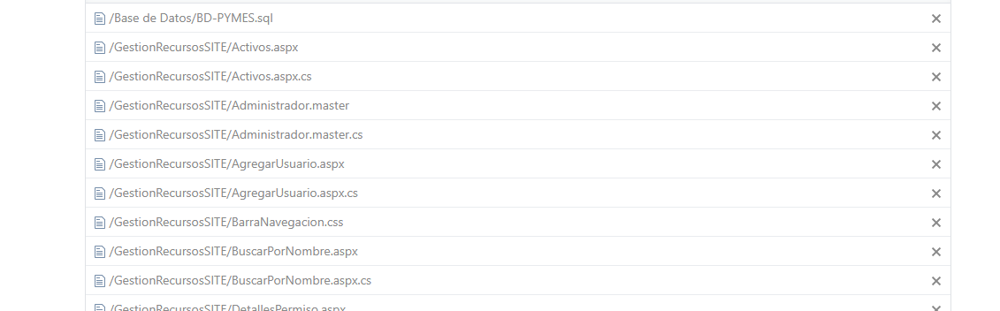 /Base de Datos/BD-PYMES.sql
/GestionRecursosSITE/Activos.aspx
/GestionRecursosSITE/Activos.aspx.cs
/GestionRecursosSITE/Administrador.master
/GestionRecursosSITE/Administrador.master.cs
/GestionRecursosSITE/AgregarUsuario.aspx
/GestionRecursosSITE/AgregarUsuario.aspx.cs
/GestionRecursosSITE/BarraNavegacion.css
/GestionRecursosSITE/BuscarPorNombre.aspx
/GestionRecursosSITE/BuscarPorNombre.aspx.cs
/GestionRecursosSITE/DetallesPermiso.aspx